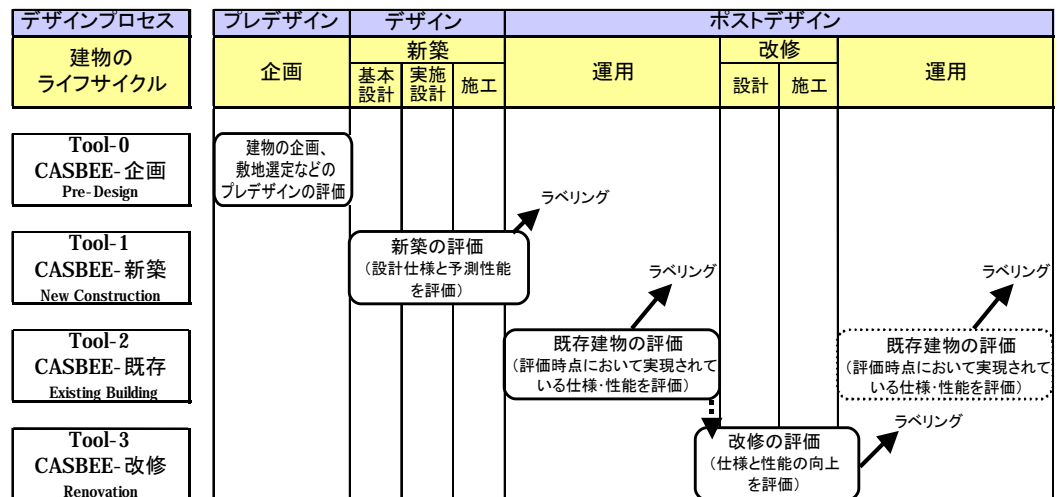 デザインプロセス
プレデザイン
デザイン
ポストデザイン
建物の
ライフサイクル
企画
新築
基本
設計
実施
設計
施工
運用
改修
設計
施工
運用
Tool-0
CASBEE-企画
Pre-Design
建物の企画、
敷地選定などの
プレデザインの評価
ラベリング
Tool-1
CASBEE-新築
New Construction
新築の評価
(設計仕様と予測性能
を評価)
ラベリング
ラベリング
Tool-2
CASBEE-既存
Existing Building
既存建物の評価
(評価時点において実現されて
いる仕様・性能を評価)
既存建物の評価
(評価時点において実現されて
いる仕様・性能を評価)
ラベリング
Tool-3
CASBEE-改修
Renovation
改修の評価
(仕様と性能の向上
を評価)